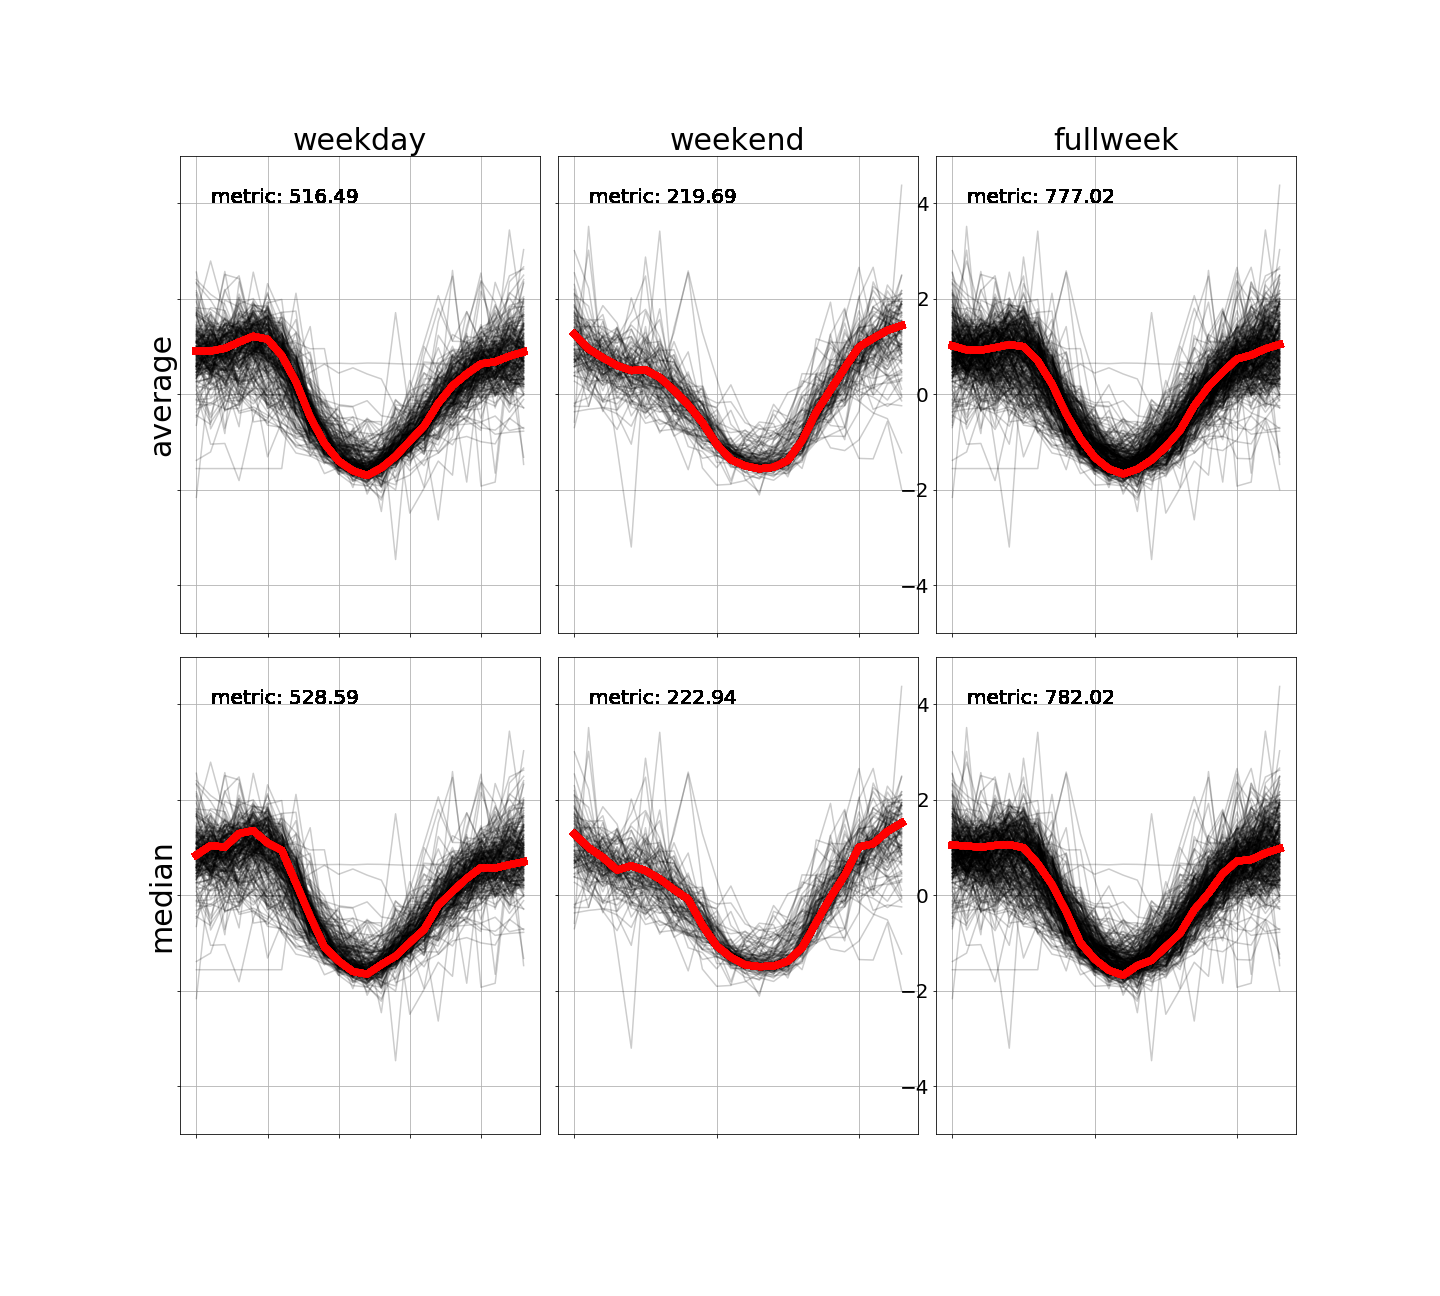 weekday weekend fullweek
metric: 516.49 metric: 219.69 metric: 777.02
4
2
average
0
−2
−4
metric: 528.59 metric: 222.94 metric: 782.02
4
2
median
0
−2
−4